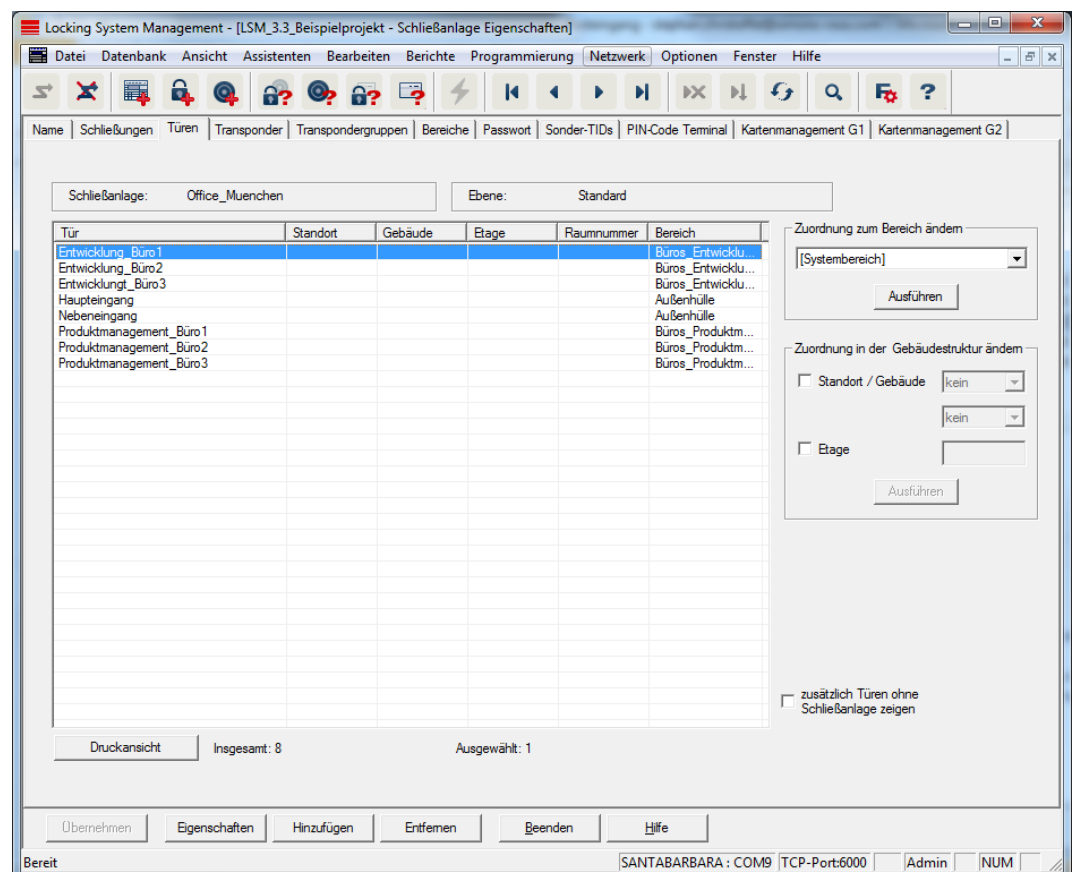 Locking System Management - [LSM_3.3_Beispielprojekt - Schließanlage Eigenschaften]
Datei Datenbank Ansicht Assistenten Bearbeiten Berichte Programmierung Netzwerk Optionen Fenster Hilfe
Name Schließungen Türen Transponder Transpondergruppen Bereiche Passwort Sonder-TIDs PIN-Code Terminal Kartenmanagement G1 Kartenmanagement G2
Schließanlage: Office_Muenchen Ebene: Standard
Tür Standort Gebäude Etage Raumnummer Bereich
Entwicklung_Büro1 Büros_Entwicklu...
Entwicklung_Büro2 Büros_Entwicklu...
Entwicklungt_Büro3 Büros_Entwicklu...
Haupteingang Außenhülle
Nebeneingang Außenhülle
Produktmanagement_Büro1 Büros_Produktm...
Produktmanagement_Büro2 Büros_Produktm...
Produktmanagement_Büro3 Büros_Produktm...
Zuordnung zum Bereich ändern
[Systembereich]
Ausführen
Zuordnung in der Gebäudestruktur ändern
Standort / Gebäude kein
kein
Etage
Ausführen
zusätzlich Türen ohne
Schließanlage zeigen
Druckansicht Insgesamt: 8 Ausgewählt: 1
Übernehmen Eigenschaften Hinzufügen Entfernen Beenden Hilfe
Bereit SANTABARBARA : COM9 TCP-Port:6000 Admin NUM